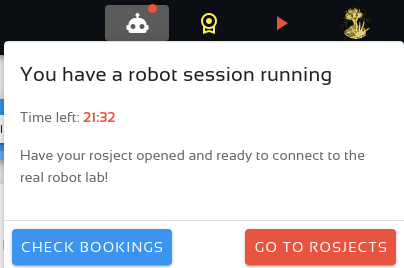 You have a robot session running
Time left: 21:32
Have your rosject opened and ready to connect to the
real robot lab!
CHECK BOOKINGS
GO TO ROSJECTS